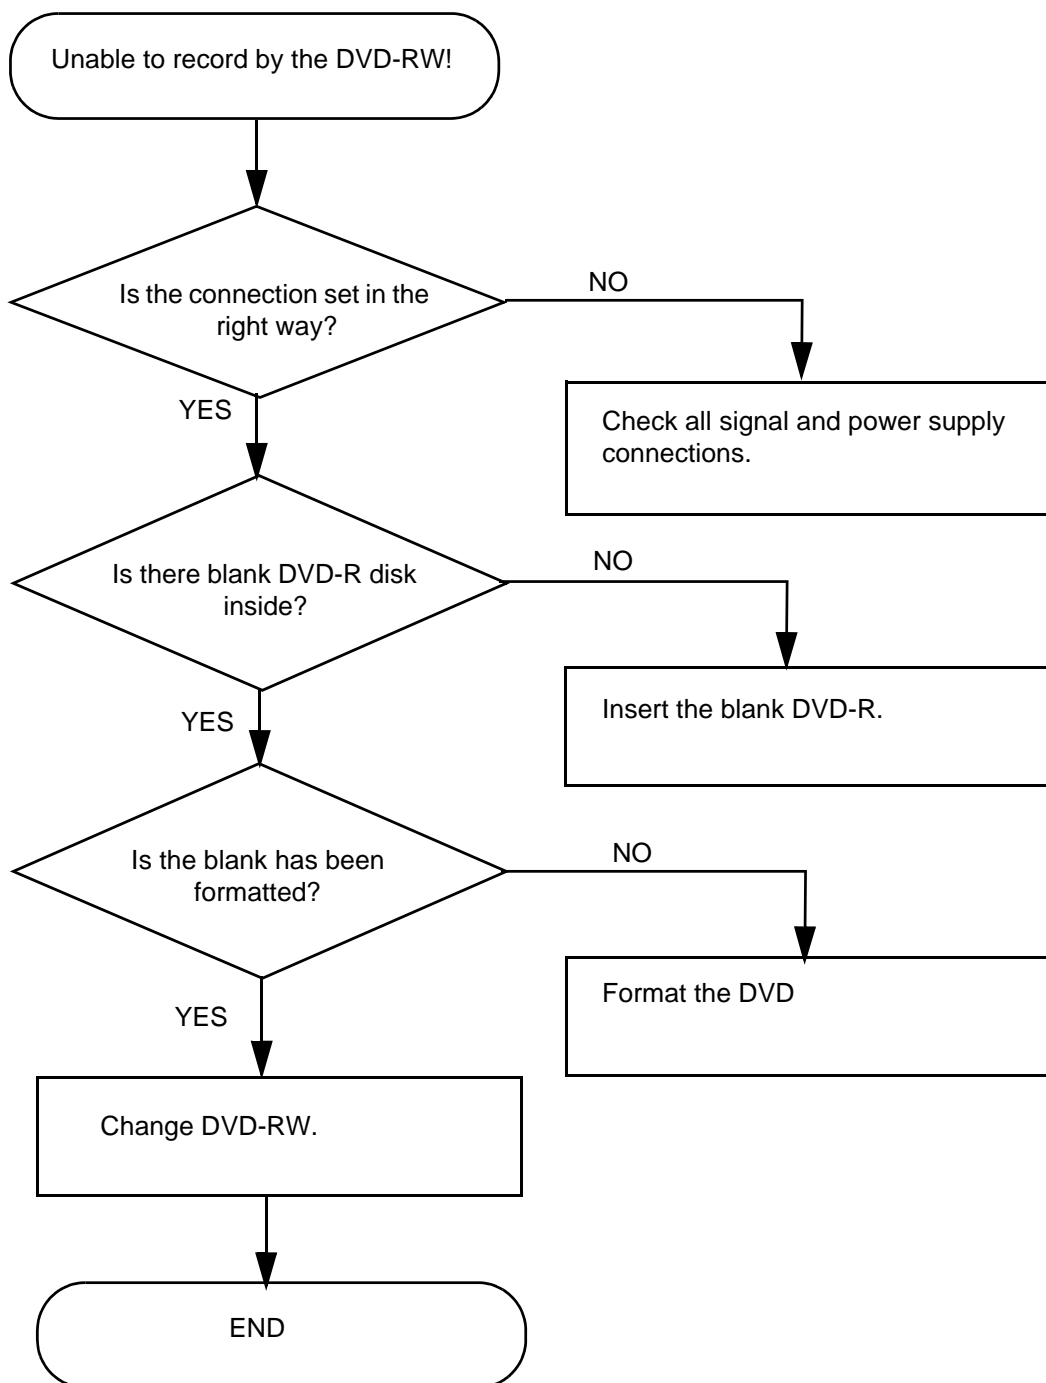 Unable to record by the DVD-RW!
Is the connection set in the
right way?
NO
YES
Check all signal and power supply
connections.
Is there blank DVD-R disk
inside?
NO
YES
Insert the blank DVD-R.
Is the blank has been
formatted?
NO
YES
Format the DVD
Change DVD-RW.
END